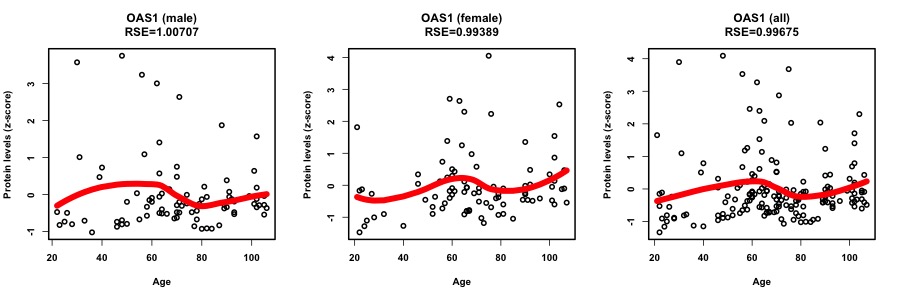 OAS1 (male)
RSE=1.00707
Protein levels (z-score)
3
2
1
0
-1
20 40 60 80 100
Age
OAS1 (female)
RSE=0.99389
Protein levels (z-score)
4
3
2
1
0
-1
20 40 60 80 100
Age
OAS1 (all)
RSE=0.99675
Protein levels (z-score)
4
3
2
1
0
-1
20 40 60 80 100
Age